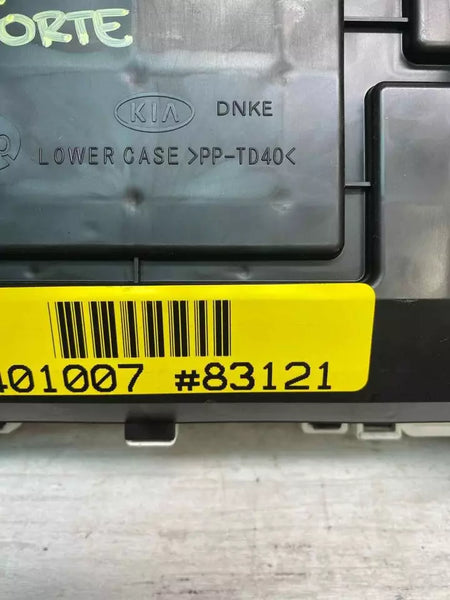 ORTE
KIA DNKE
LOWER CASE >PP-TD40<
401007 #83121